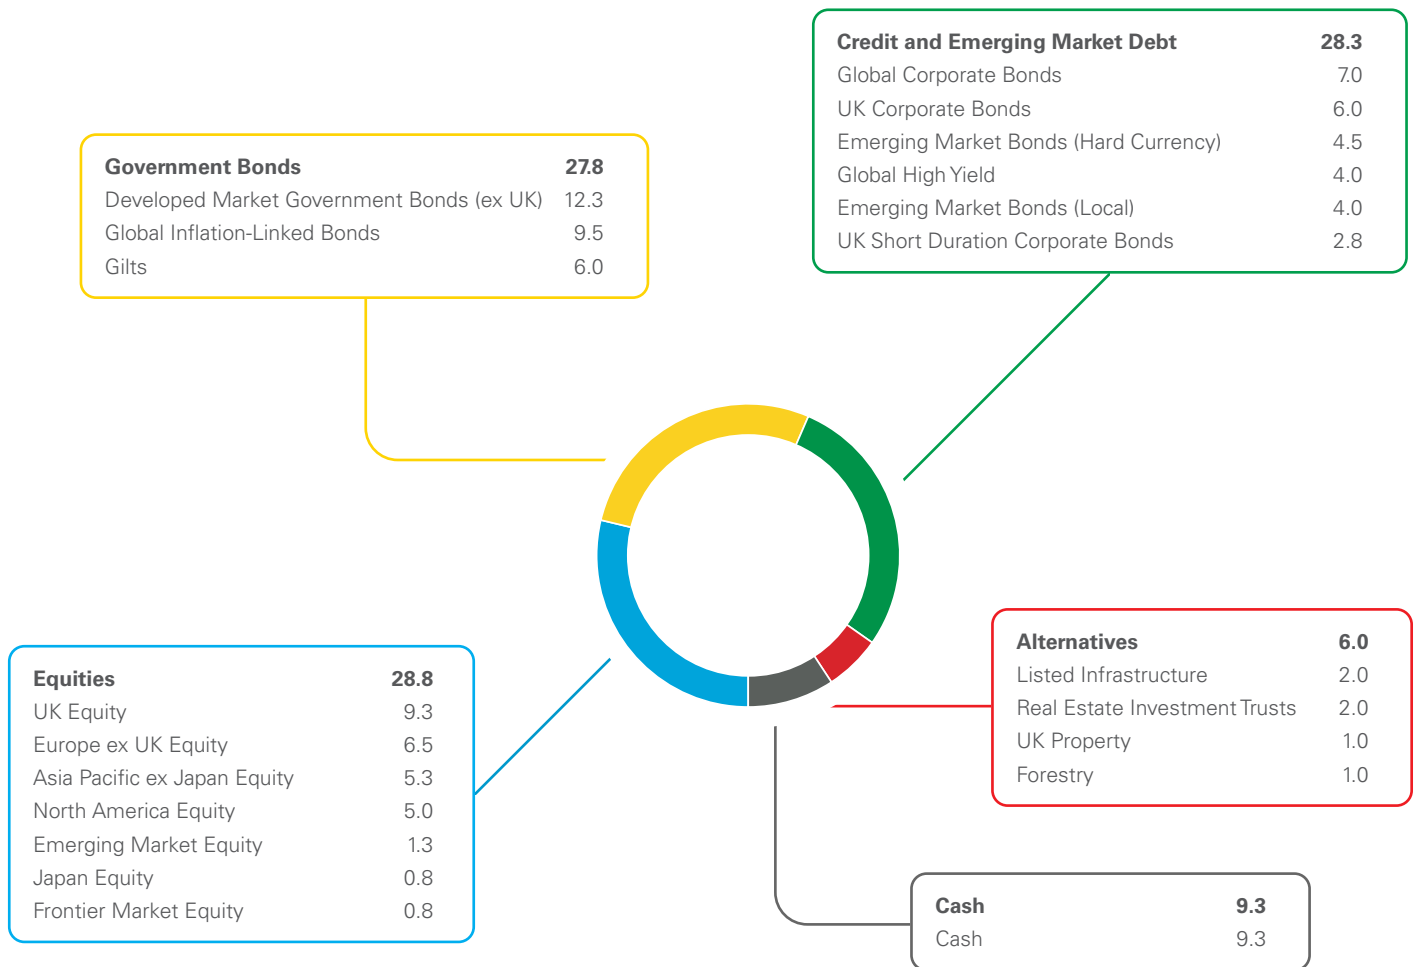 Credit and Emerging Market Debt 28.3
Global Corporate Bonds 7.0
UK Corporate Bonds 6.0
Emerging Market Bonds (Hard Currency) 4.5
Global High Yield 4.0
Emerging Market Bonds (Local) 4.0
UK Short Duration Corporate Bonds 2.8
Government Bonds 27.8
Developed Market Government Bonds (ex UK) 12.3
Global Inflation-Linked Bonds 9.5
Gilts 6.0
Equities 28.8
UK Equity 9.3
Europe ex UK Equity 6.5
Asia Pacific ex Japan Equity 5.3
North America Equity 5.0
Emerging Market Equity 1.3
Japan Equity 0.8
Frontier Market Equity 0.8
Alternatives 6.0
Listed Infrastructure 2.0
Real Estate Investment Trusts 2.0
UK Property 1.0
Forestry 1.0
Cash 9.3
Cash 9.3